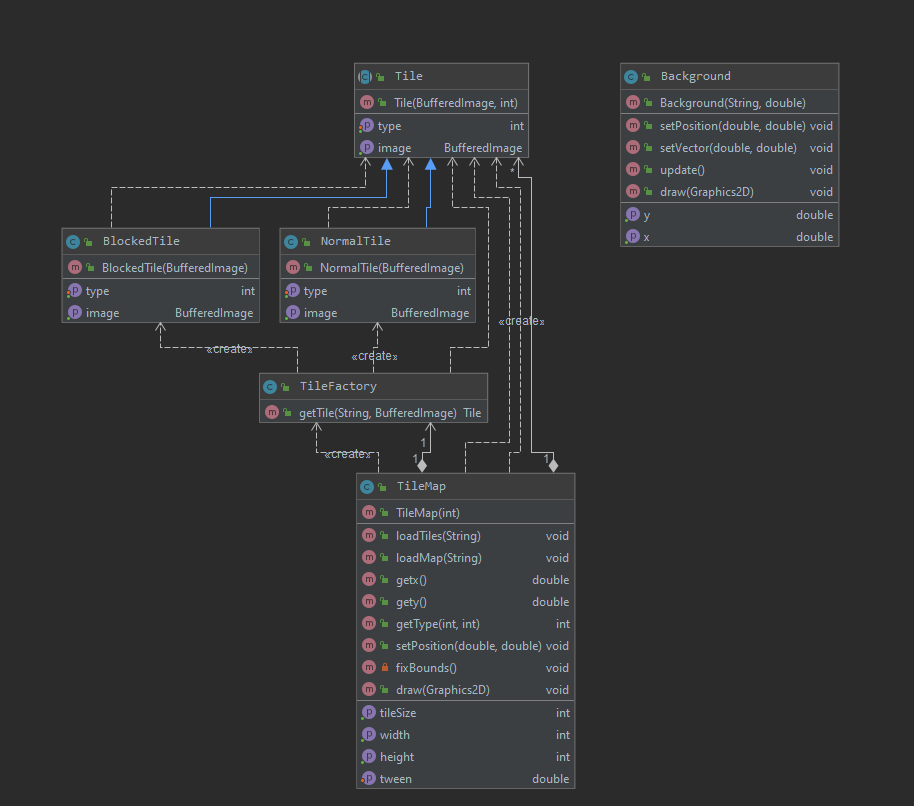 Tile
Tile(BufferedImage, int)
type int
image BufferedImage
*
Background
Background(String, double)
setPosition(double, double) void
setVector(double, double) void
update() void
draw(Graphics2D) void
y double
x double
BlockedTile
BlockedTile(BufferedImage)
type int
image BufferedImage
NormalTile
NormalTile(BufferedImage)
type int
image BufferedImage
«create»
«create»
«create»
TileFactory
getTile(String, BufferedImage) Tile
1
«create»
1
1
TileMap
TileMap(int)
loadTiles(String) void
loadMap(String) void
getx() double
gety() double
getType(int, int) int
setPosition(double, double) void
fixBounds() void
draw(Graphics2D) void
tileSize int
width int
height int
tween double